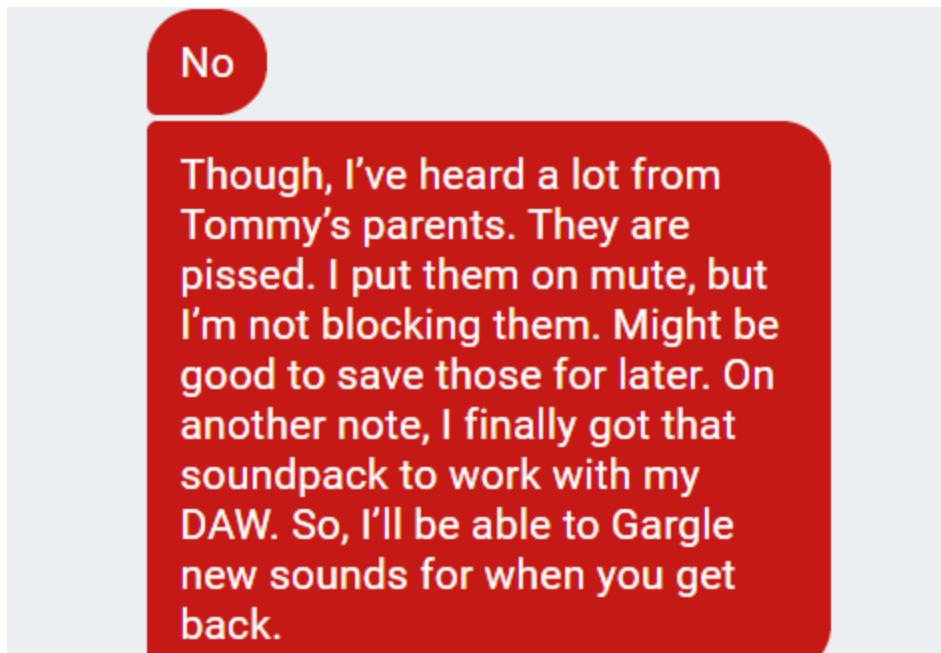 No
Though, I’ve heard a lot from
Tommy’s parents. They are
pissed. I put them on mute, but
I’m not blocking them. Might be
good to save those for later. On
another note, I finally got that
soundpack to work with my
DAW. So, I’ll be able to Gargle
new sounds for when you get
back.